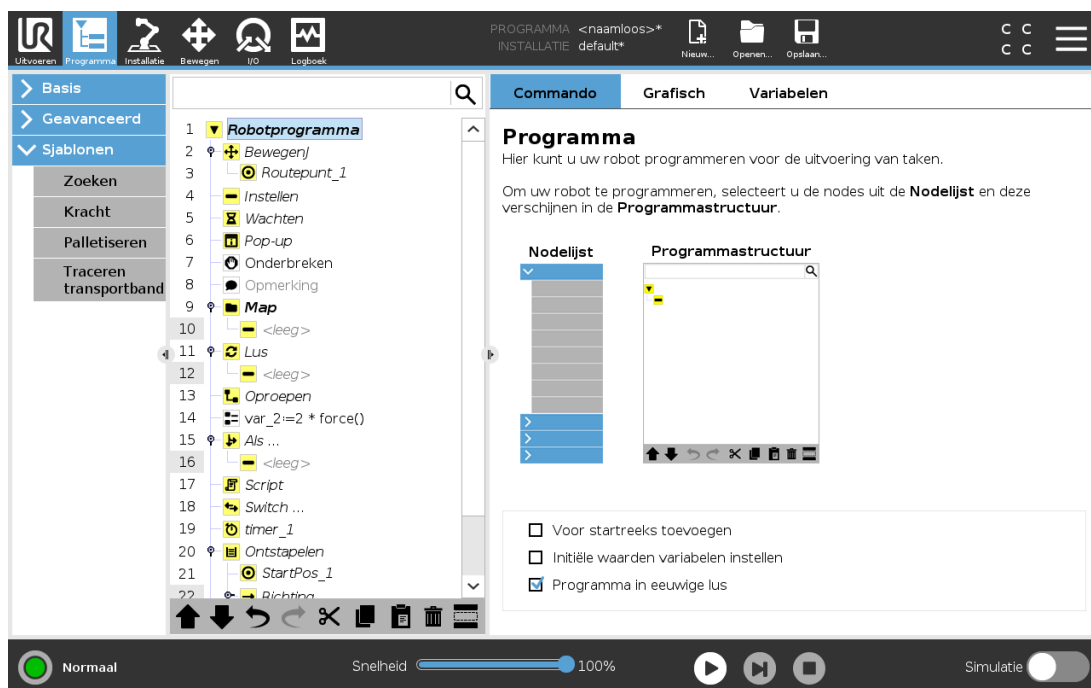 PROGRAMMA <naamloos>*
INSTALLATIE default*
Uitvoeren
Programma
Installatie
Bewegen
I/O
Logboek
Nieuw...
Openen...
Opslaan...
C C
C C
Basis
Geavanceerd
Sjablonen
Zoeken
Kracht
Palletiseren
Traceren
transportband
1 Robotprogramma
2 BewegenJ
3 Routepunt_1
4 Instellen
5 Wachten
6 Pop-up
7 Onderbreken
8 Opmerking
9 Map
10 <leeg>
11 Lus
12 <leeg>
13 Oproepen
14 var_2:=2 * force()
15 Als ...
16 <leeg>
17 Script
18 Switch ...
19 timer_1
20 Ontstapelen
21 StartPos_1
22 Richting
Commando
Grafisch
Variabelen
Programma
Hier kunt u uw robot programmeren voor de uitvoering van taken.
Om uw robot te programmeren, selecteert u de nodes uit de Nodelijst en deze
verschijnen in de Programmastructuur.
Nodelijst
Programmastructuur
Voor startreeks toevoegen
Initiële waarden variabelen instellen
Programma in eeuwige lus
Normaal
Snelheid
100%
Simulatie